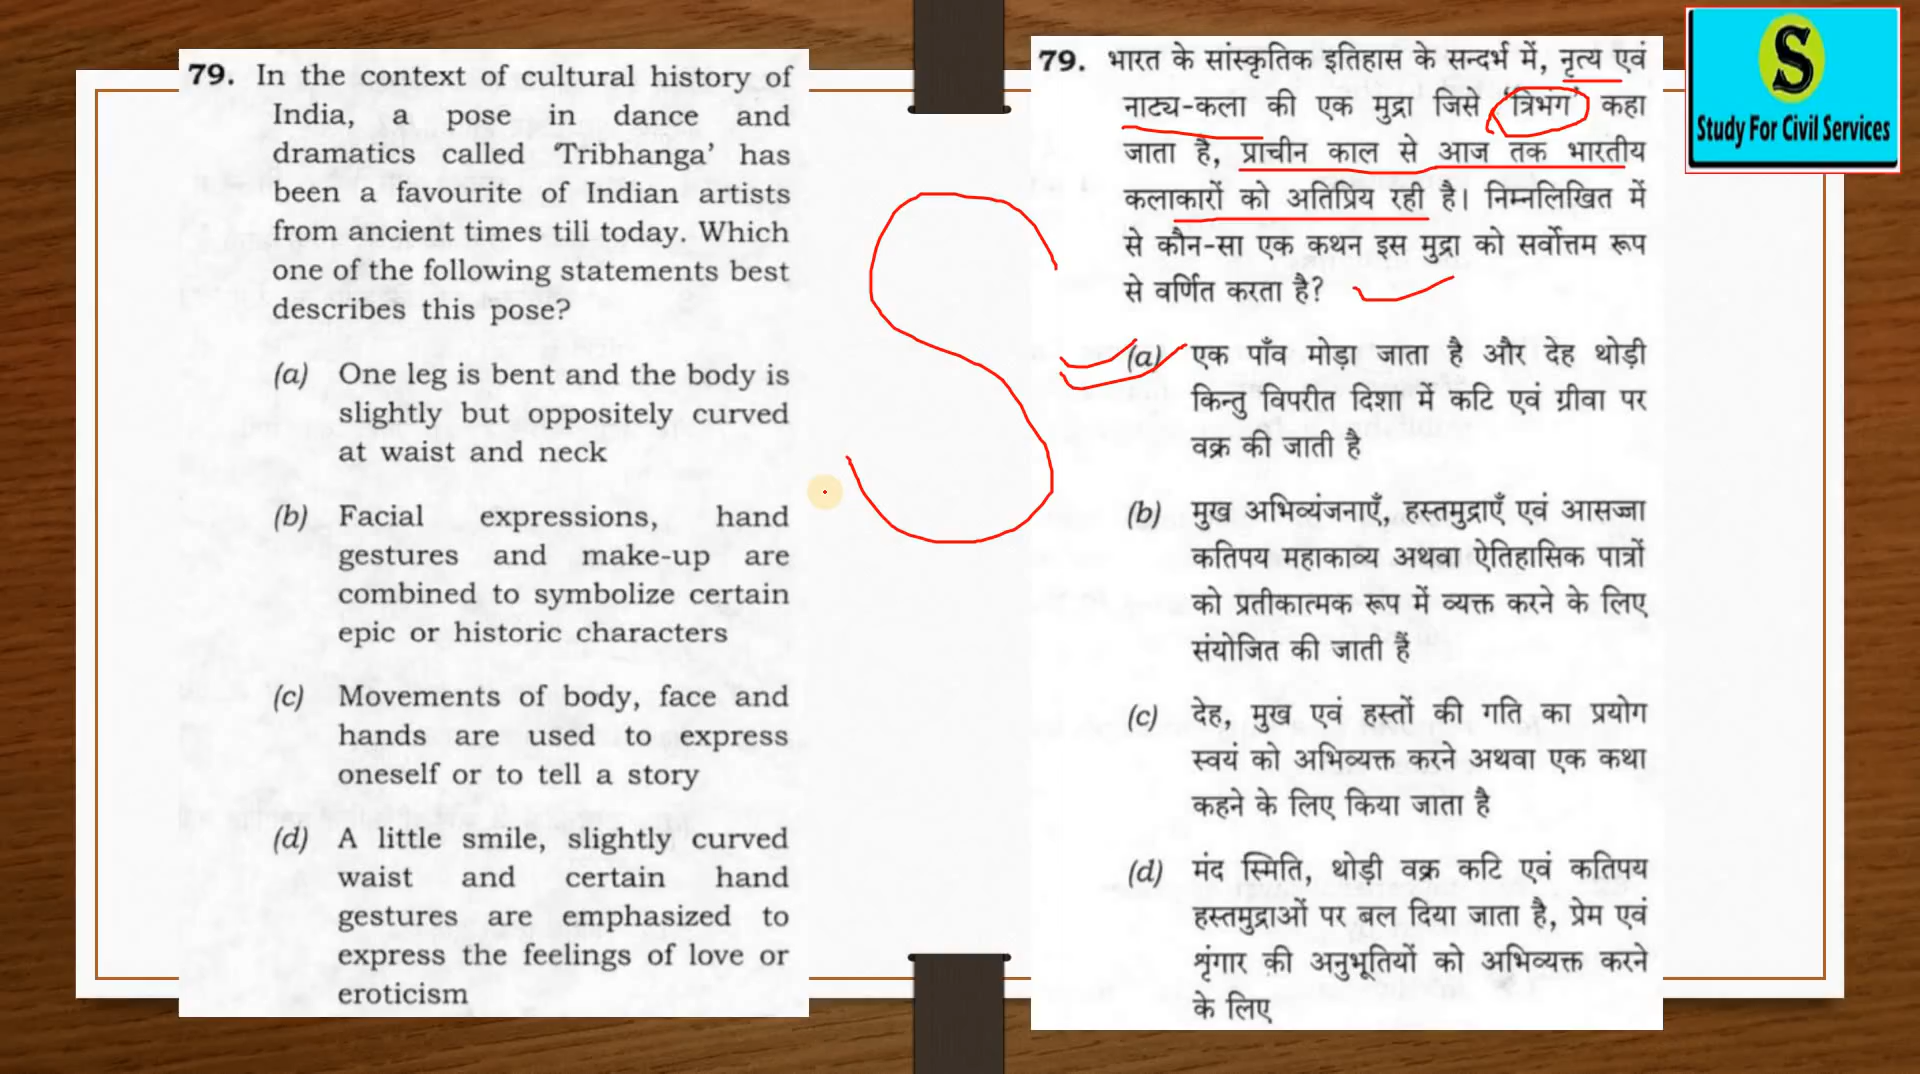 79. In the context of cultural history of
India, a pose in dance and
dramatics called ‘Tribhanga’ has
been a favourite of Indian artists
from ancient times till today. Which
one of the following statements best
describes this pose?
(a) One leg is bent and the body is
slightly but oppositely curved
at waist and neck
(b) Facial expressions, hand
gestures and make-up are
combined to symbolize certain
epic or historic characters
(c) Movements of body, face and
hands are used to express
oneself or to tell a story
(d) A little smile, slightly curved
waist and certain hand
gestures are emphasized to
express the feelings of love or
eroticism
79. भारत के सांस्कृतिक इतिहास के सन्दर्भ में, नृत्य एवं
नाट्य-कला की एक मुद्रा जिसे ‘त्रिभंग’ कहा
जाता है, प्राचीन काल से आज तक भारतीय
कलाकारों को अतिप्रिय रही है। निम्नलिखित में
से कौन-सा एक कथन इस मुद्रा को सर्वोत्तम रूप
से वर्णित करता है?
(a) एक पाँव मोड़ा जाता है और देह थोड़ी
किन्तु विपरीत दिशा में कटि एवं ग्रीवा पर
वक्र की जाती है
(b) मुख अभिव्यंजनाएँ, हस्तमुद्राएँ एवं आसज्जा
कतिपय महाकाव्य अथवा ऐतिहासिक पात्रों
को प्रतीकात्मक रूप में व्यक्त करने के लिए
संयोजित की जाती हैं
(c) देह, मुख एवं हस्तों की गति का प्रयोग
स्वयं को अभिव्यक्त करने अथवा एक कथा
कहने के लिए किया जाता है
(d) मंद स्मिति, थोड़ी वक्र कटि एवं कतिपय
हस्तमुद्राओं पर बल दिया जाता है, प्रेम एवं
शृंगार की अनुभूतियों को अभिव्यक्त करने
के लिए
S
Study For Civil Services